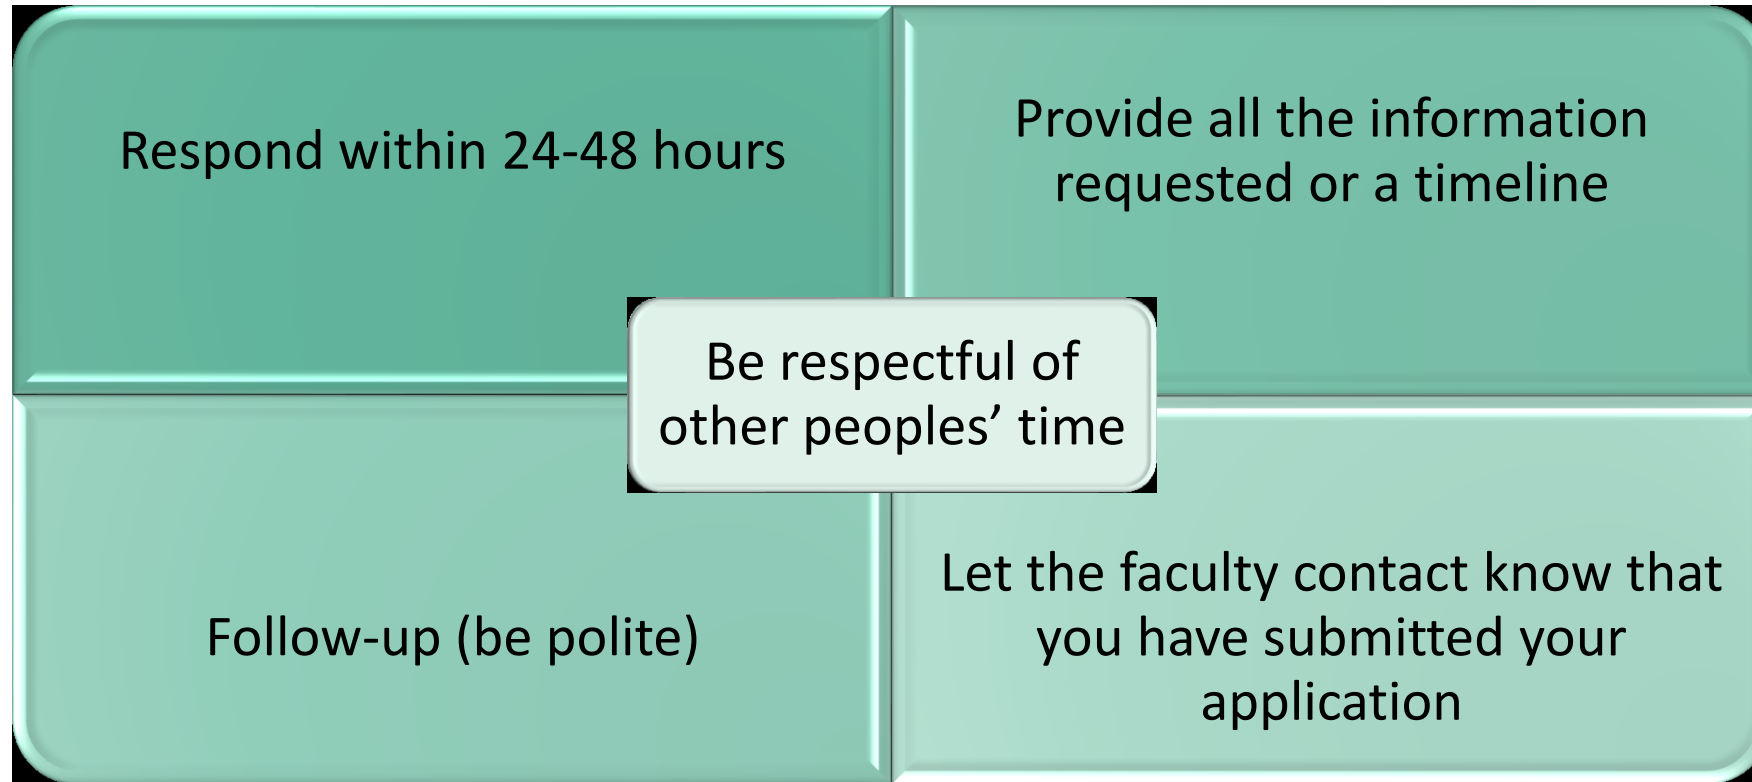 Respond within 24-48 hours
Provide all the information
requested or a timeline
Be respectful of
other peoples’ time
Follow-up (be polite)
Let the faculty contact know that
you have submitted your
application